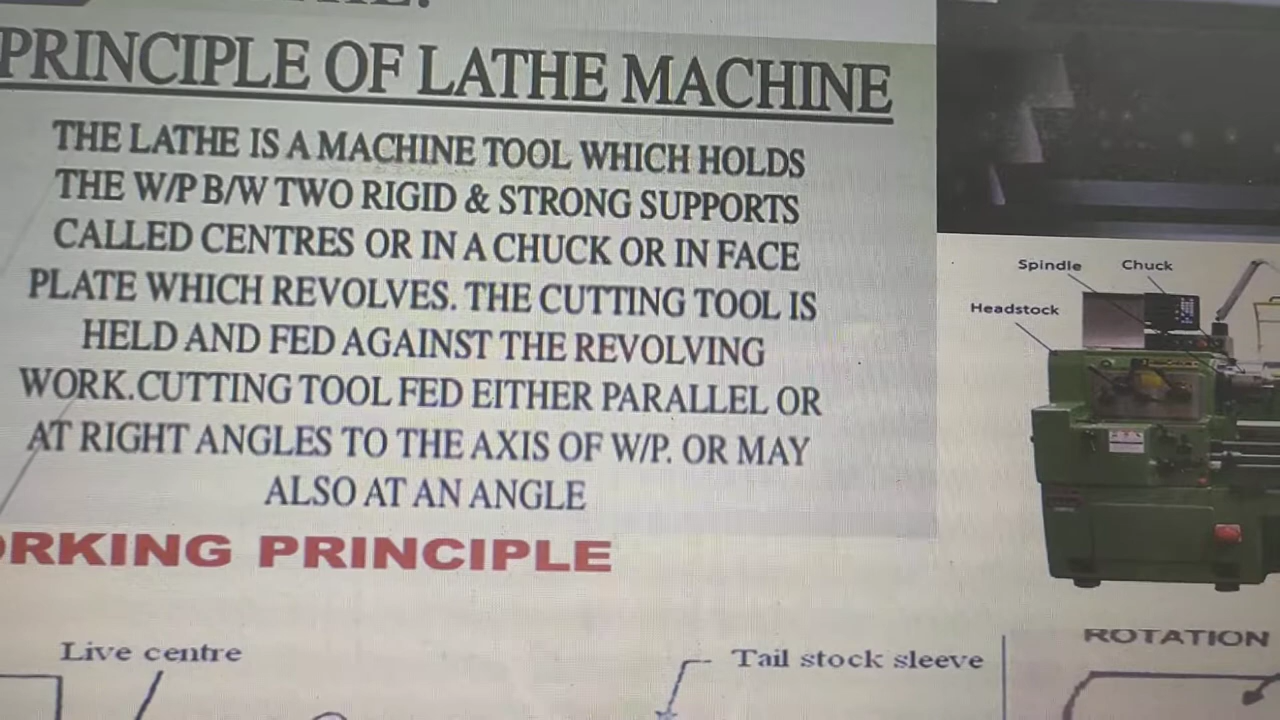 PRINCIPLE OF LATHE MACHINE
THE LATHE IS A MACHINE TOOL WHICH HOLDS
THE W/P B/W TWO RIGID & STRONG SUPPORTS
CALLED CENTRES OR IN A CHUCK OR IN FACE
PLATE WHICH REVOLVES. THE CUTTING TOOL IS
HELD AND FED AGAINST THE REVOLVING
WORK.CUTTING TOOL FED EITHER PARALLEL OR
AT RIGHT ANGLES TO THE AXIS OF W/P. OR MAY
ALSO AT AN ANGLE
Spindle
Chuck
Headstock
ORKING PRINCIPLE
Live centre
Tail stock sleeve
ROTATION